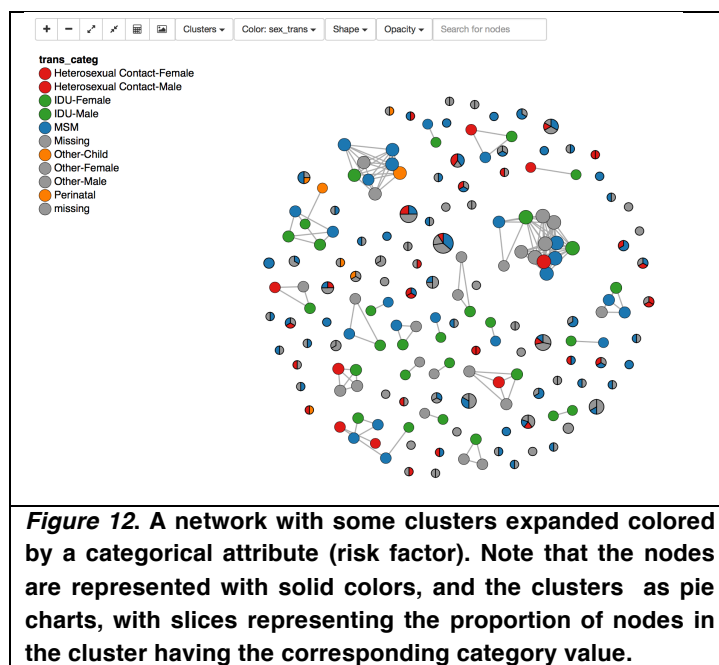 Clusters Color: sex_trans Shape Opacity Search for nodes
trans_categ
Heterosexual Contact-Female
Heterosexual Contact-Male
IDU-Female
IDU-Male
MSM
Missing
Other-Child
Other-Female
Other-Male
Perinatal
missing
Figure 12. A network with some clusters expanded colored
by a categorical attribute (risk factor). Note that the nodes
are represented with solid colors, and the clusters as pie
charts, with slices representing the proportion of nodes in
the cluster having the corresponding category value.